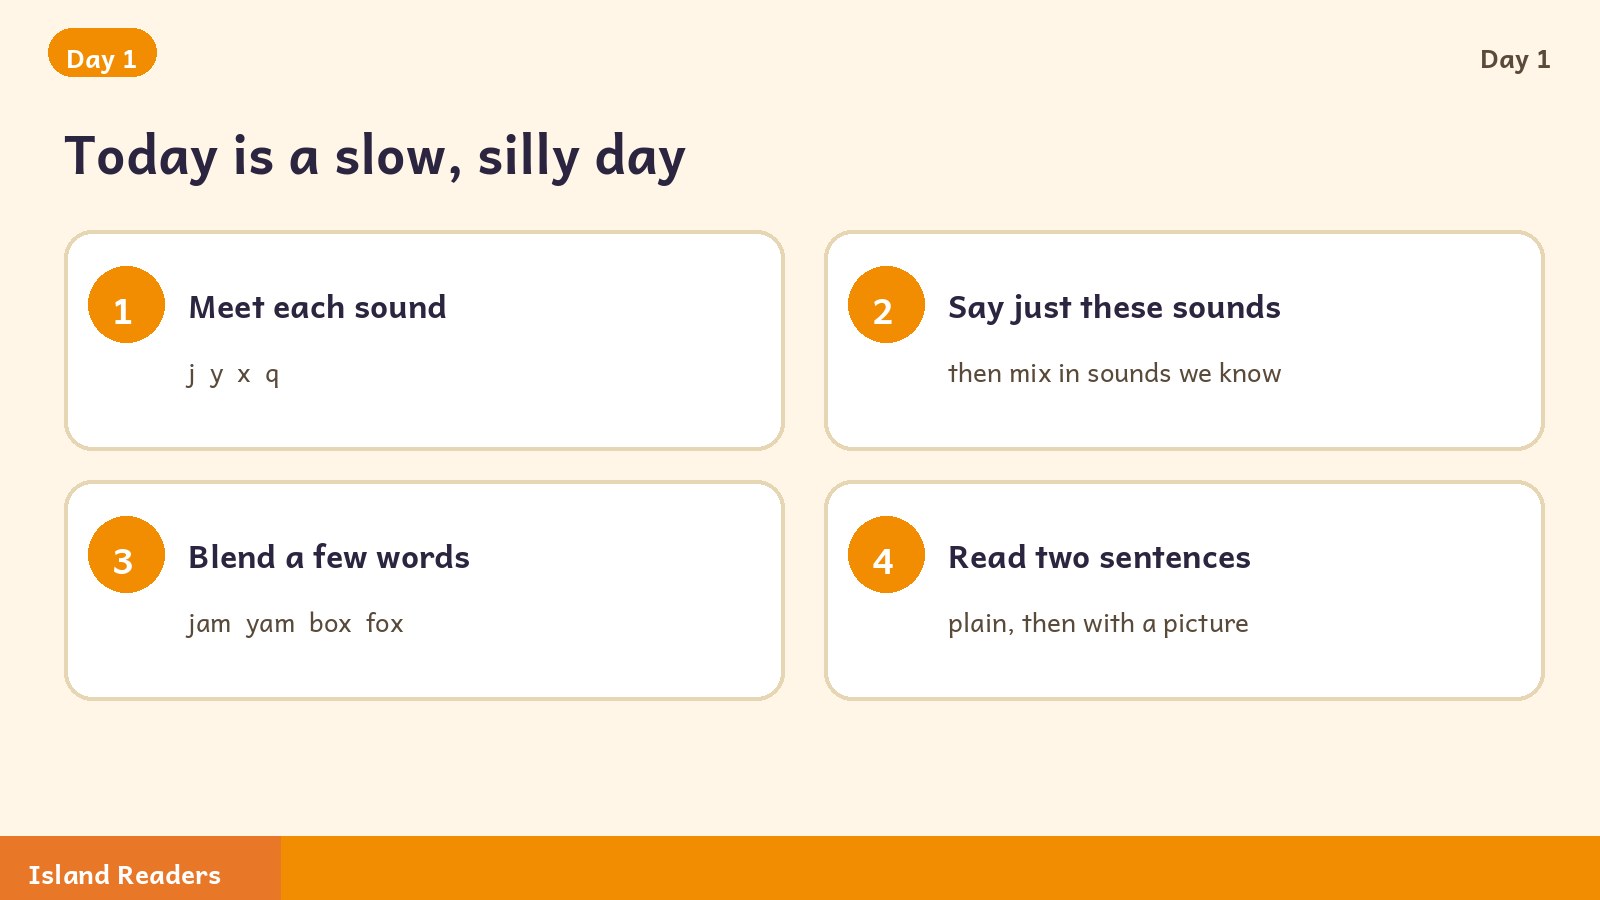 Day 1
Day 1
Today is a slow, silly day
1
Meet each sound
j y x q
2
Say just these sounds
then mix in sounds we know
3
Blend a few words
jam yam box fox
4
Read two sentences
plain, then with a picture
Island Readers